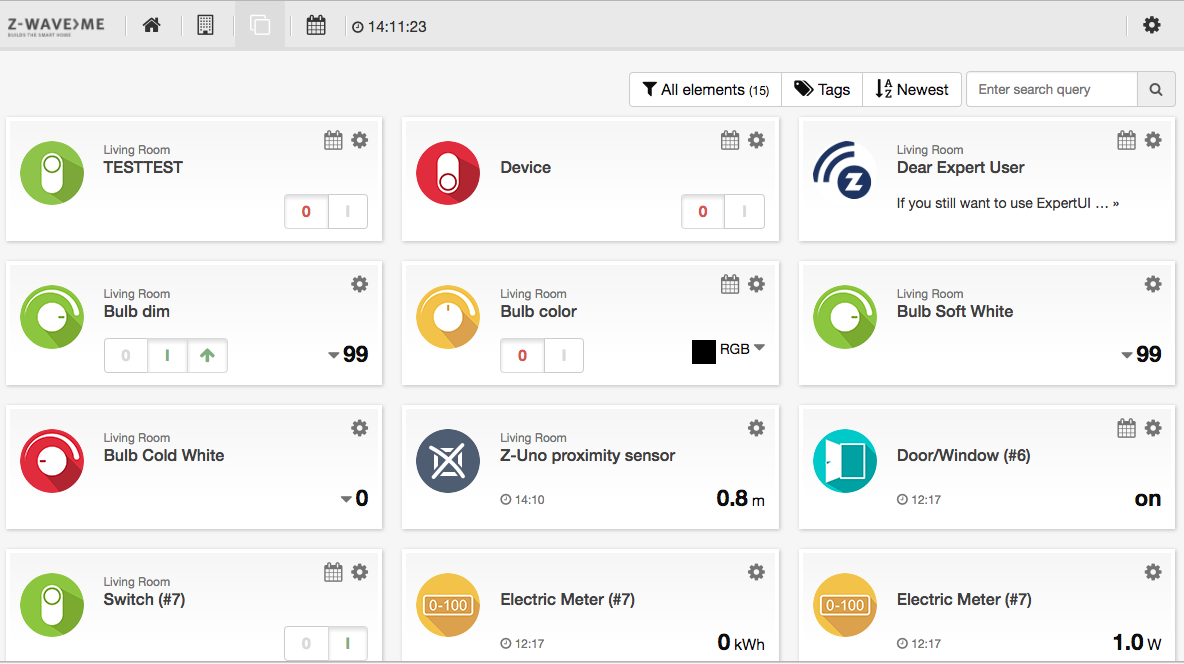 Z-WAVE>ME
BUILDS THE SMART HOME
14:11:23
All elements (15)
Tags
Newest
Enter search query
Living Room
TESTTEST
0 I
Device
0 I
Living Room
Dear Expert User
If you still want to use ExpertUI ... »
Living Room
Bulb dim
0 I
99
Living Room
Bulb color
0 I
RGB
Living Room
Bulb Soft White
99
Living Room
Bulb Cold White
0
Living Room
Z-Uno proximity sensor
14:10
0.8 m
Door/Window (#6)
12:17
on
Living Room
Switch (#7)
0 I
0-100
Electric Meter (#7)
12:17
0 kWh
0-100
Electric Meter (#7)
12:17
1.0 W